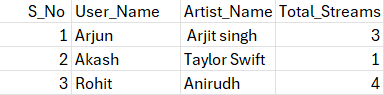 S_No User_Name Artist_Name Total_Streams
1 Arjun Arjit singh 3
2 Akash Taylor Swift 1
3 Rohit Anirudh 4